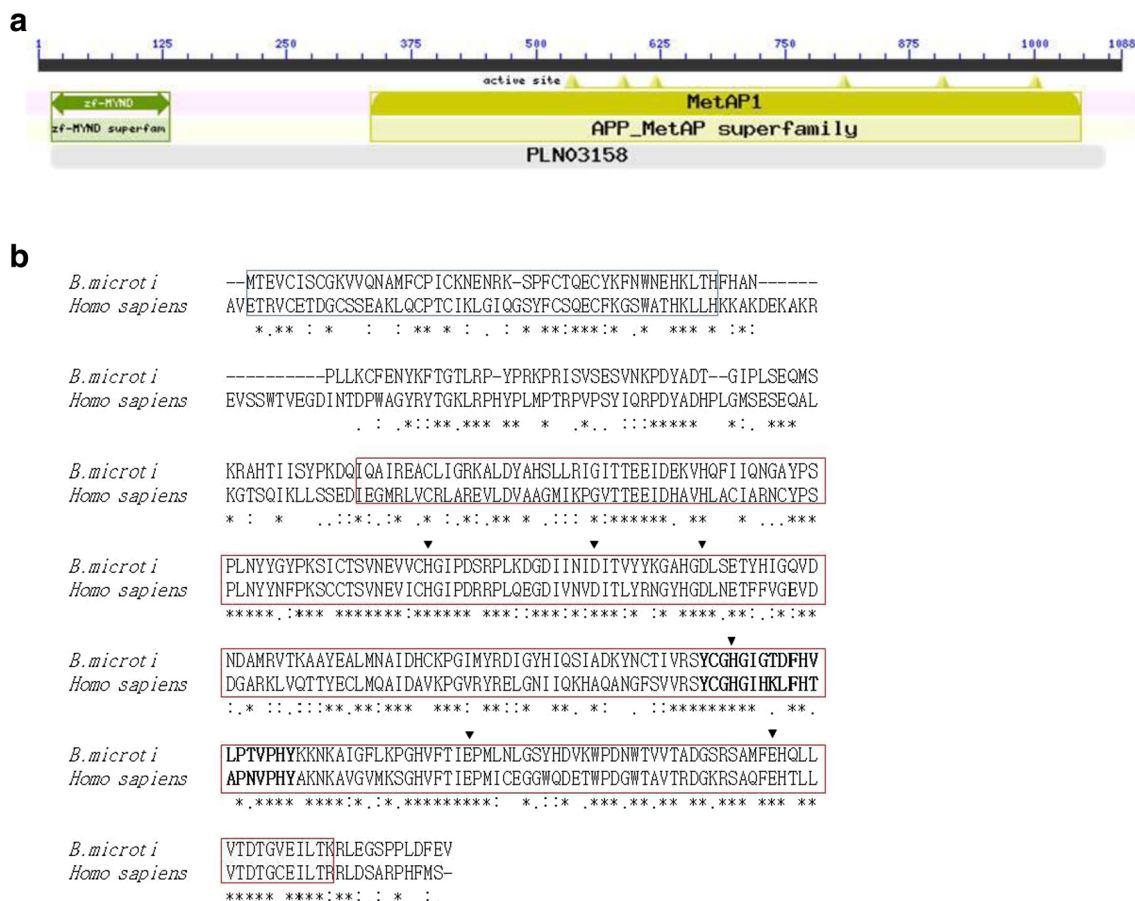 a
1 125 250 375 500 625 750 875 1000 1088
active site
zf-MYND MetAP1
zf-MYND superfam APP_MetAP superfamily
PLN03158
b
B.microti --MTEVCISCGKVVQNAMFCPICKNENRK-SPFCTQECYKFNWNEHKLTHFHAN------
Homo sapiens AVETRVCETDGCSSEAKLQCPTCIKLGIQGSYFCSQECFKGSWATHKLLHKKAKDEKAKR
*.** : * : : *** * . .: * **:***:* .* *** * :*:
B.microti ----------PLLKCFENYKFTGTLRP-YPRKPRISVSESVNKPDYADT--GIPLSEQMS
Homo sapiens EVSSWTVEGDINTDPWAGYRYTGKLRPHYPLMPTRPVPSYIQRPDYADHPLGMSESEQAL
. : .*::**.*** ** * *.. :::***** *:. ***
B.microti KRAHTIISYPKDQIQAIREACLIGRKALDYAHSLLRIGITTEEIDEKVHQFIIQNGAYPS
Homo sapiens KGTSQIKLLSSEDIEGMRLVCRLAREVLDVAAGMIKPGVTTEEIDHAVHLACIARNCYPS
* : * ..::*:.:* .* :.*:.** * .::: *:******* ** * ...***
B.microti PLNYYGYPKSICTSVNEVVCHGIPDSRPLKDGDIINIDITVYYKGAHGDLSETYHIGQVD
Homo sapiens PLNYYNFPKSCCTSVNEVICHGIPDRRPLQEGDIVNVDITLYRNGYHGDLNETFFVGEVD
*****.:*** *******:****** ***::***:*:***:* :* ****.**:.:*:**
B.microti NDAMRVTKAAYEALMNAIDHCKPGIMYRDIGYHIQSIADKYNCTIVRSYCGHGIGTDFHV
Homo sapiens DGARKLVQTTYECLMQAIDAVKPGVRYRELGNIIQKHAQANGFSVVRSYCGHGIHKLFHT
:.* ::.:::**.**:*** ***: **::* **. *: . ::********* . **.
B.microti LPTVPHYKKNKAIGFLKPGHVFTIEPMLNLGSYHDVKWPDNWTVVTADGSRSAMFEHQLL
Homo sapiens APNVPHYAKNKAVGVMKSGHVFTIEPMICEGGWQDETWPDGWTAVTRDGKRSAQFEHTLL
*.**** ****:*.:*.*********: *.::* .***.**.** **.*** *** **
B.microti VTDTGVEILTKRLEGSPPLDFEV
Homo sapiens VTDTGCEILTRRLDSARPHFMS-
***** ****:**:.: * :.